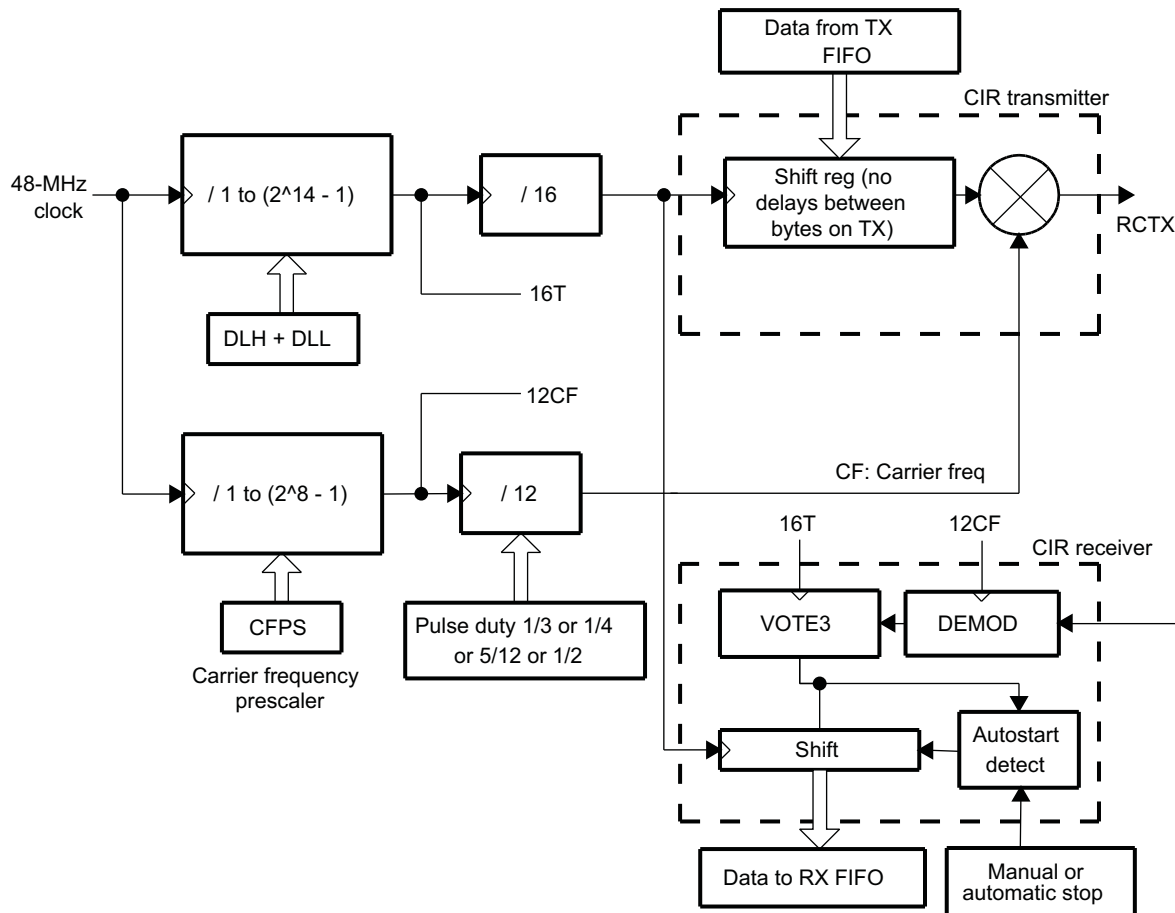 Data from TX
FIFO
CIR transmitter
48-MHz
clock
/ 1 to (2^14 - 1)
/ 16
Shift reg (no
delays between
bytes on TX)
RCTX
16T
DLH + DLL
12CF
/ 1 to (2^8 - 1)
/ 12
CF: Carrier freq
16T
12CF
CIR receiver
CFPS
Carrier frequency
prescaler
Pulse duty 1/3 or 1/4
or 5/12 or 1/2
VOTE3
DEMOD
Shift
Autostart
detect
Data to RX FIFO
Manual or
automatic stop